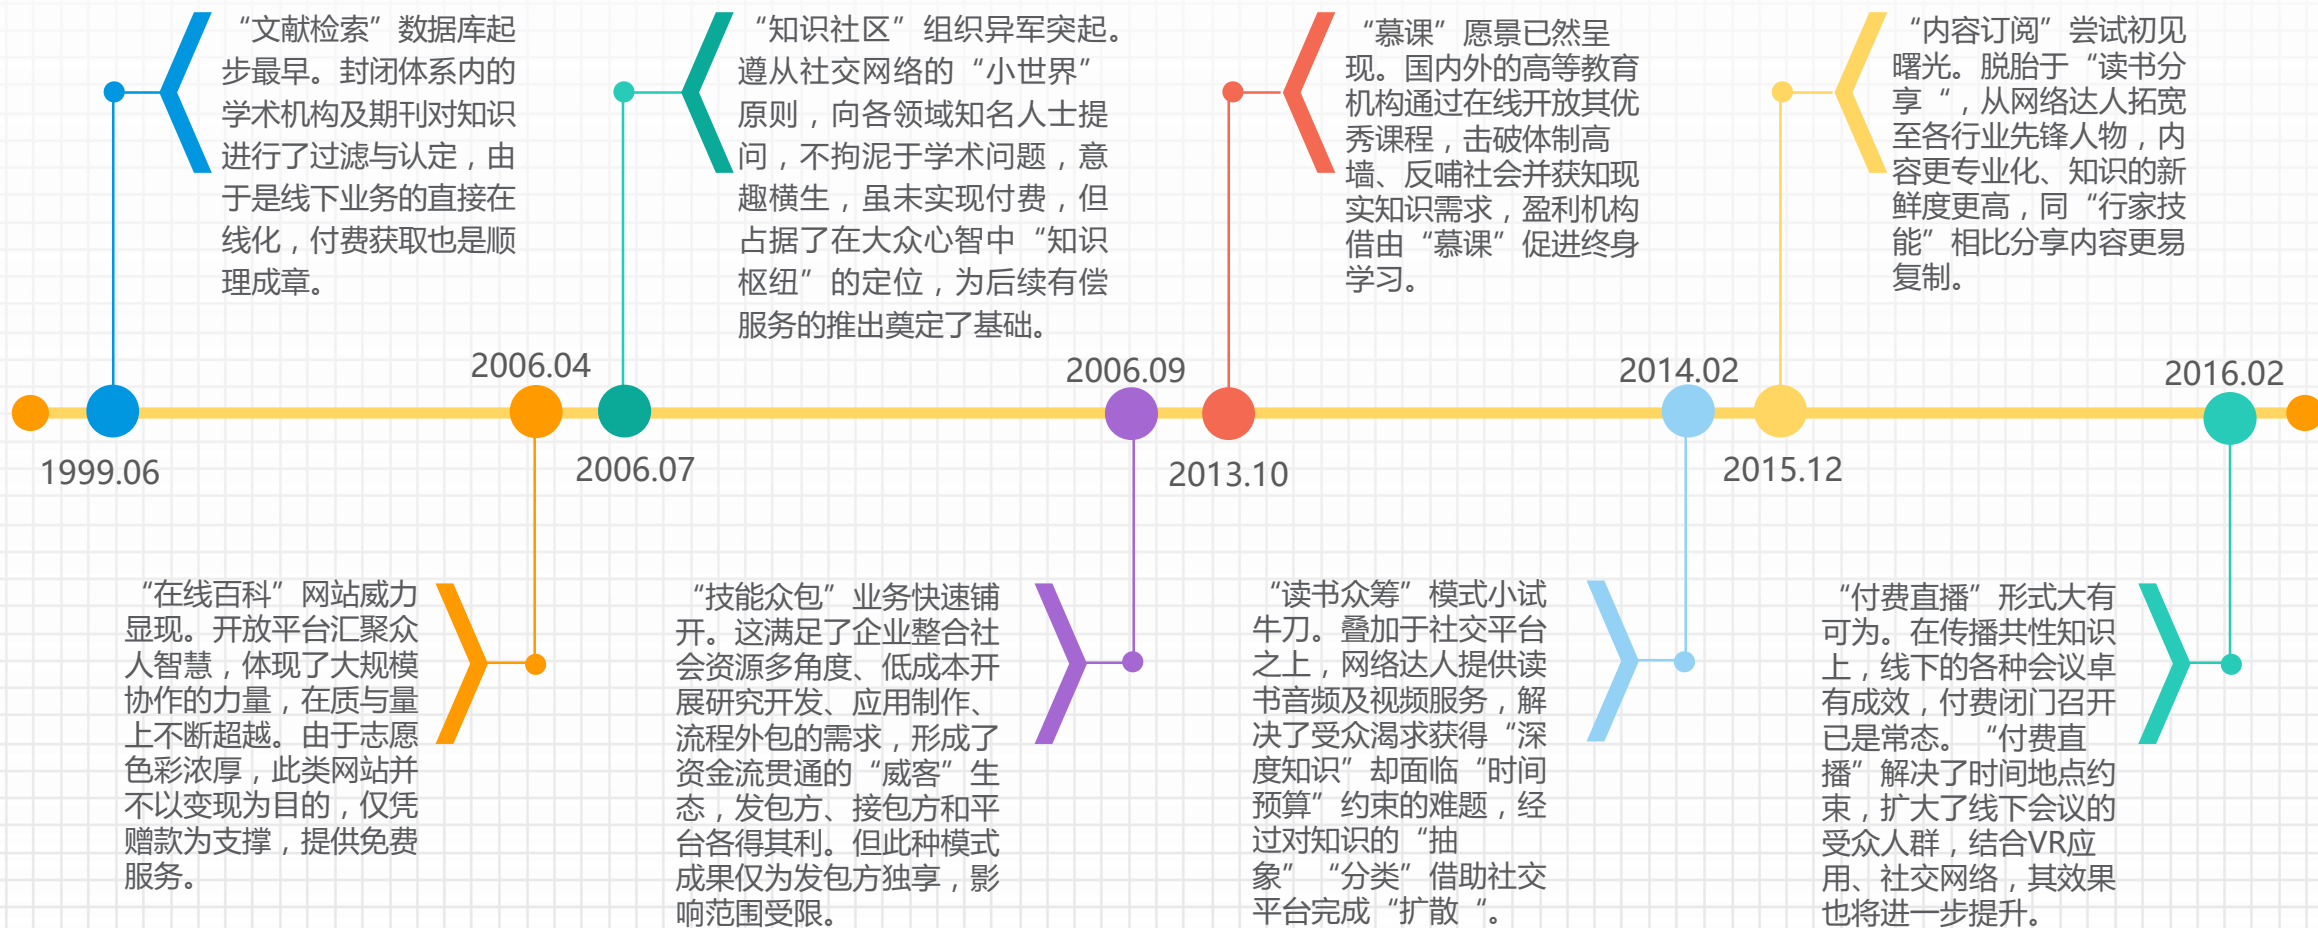 “文献检索”数据库起
步最早。封闭体系内的
学术机构及期刊对知识
进行了过滤与认定，由
于是线下业务的直接在
线化，付费获取也是顺
理成章。
“知识社区”组织异军突起。
遵从社交网络的“小世界”
原则，向各领域知名人士提
问，不拘泥于学术问题，意
趣横生，虽未实现付费，但
占据了在大众心智中“知识
枢纽”的定位，为后续有偿
服务的推出奠定了基础。
“慕课”愿景已然呈
现。国内外的高等教育
机构通过在线开放其优
秀课程，击破体制高
墙、反哺社会并获知现
实知识需求，盈利机构
借由“慕课”促进终身
学习。
“内容订阅”尝试初见
曙光。脱胎于“读书分
享“，从网络达人拓宽
至各行业先锋人物，内
容更专业化、知识的新
鲜度更高，同“行家技
能”相比分享内容更易
复制。
2006.04
2006.09
2014.02
2016.02
1999.06
2006.07
2013.10
2015.12
“在线百科”网站威力
显现。开放平台汇聚众
人智慧，体现了大规模
协作的力量，在质与量
上不断超越。由于志愿
色彩浓厚，此类网站并
不以变现为目的，仅凭
赠款为支撑，提供免费
服务。
“技能众包”业务快速铺
开。这满足了企业整合社
会资源多角度、低成本开
展研究开发、应用制作、
流程外包的需求，形成了
资金流贯通的“威客”生
态，发包方、接包方和平
台各得其利。但此种模式
成果仅为发包方独享，影
响范围受限。
“读书众筹”模式小试
牛刀。叠加于社交平台
之上，网络达人提供读
书音频及视频服务，解
决了受众渴求获得“深
度知识”却面临“时间
预算”约束的难题，经
过对知识的“抽
象”“分类”借助社交
平台完成“扩散“。
“付费直播”形式大有
可为。在传播共性知识
上，线下的各种会议卓
有成效，付费闭门召开
已是常态。“付费直
播”解决了时间地点约
束，扩大了线下会议的
受众人群，结合VR应
用、社交网络，其效果
也将进一步提升。